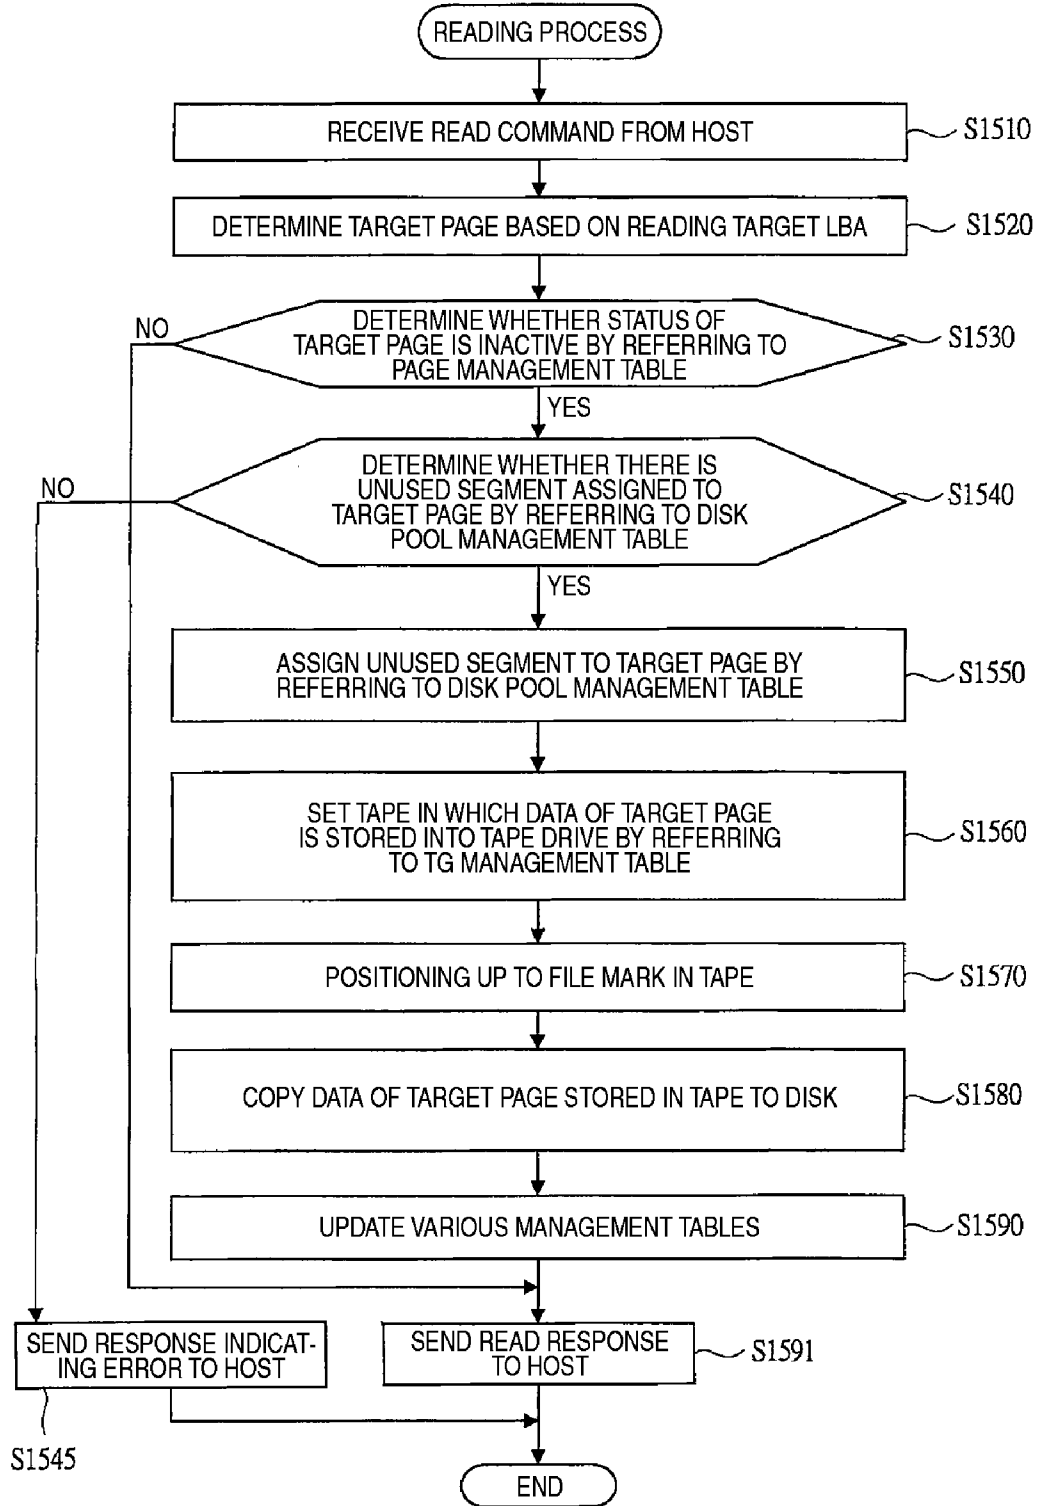 READING PROCESS
RECEIVE READ COMMAND FROM HOST
S1510
DETERMINE TARGET PAGE BASED ON READING TARGET LBA
S1520
NO
DETERMINE WHETHER STATUS OF
TARGET PAGE IS INACTIVE BY REFERRING TO
PAGE MANAGEMENT TABLE
S1530
YES
NO
DETERMINE WHETHER THERE IS
UNUSED SEGMENT ASSIGNED TO
TARGET PAGE BY REFERRING TO DISK
POOL MANAGEMENT TABLE
S1540
YES
ASSIGN UNUSED SEGMENT TO TARGET PAGE BY
REFERRING TO DISK POOL MANAGEMENT TABLE
S1550
SET TAPE IN WHICH DATA OF TARGET PAGE
IS STORED INTO TAPE DRIVE BY REFERRING
TO TG MANAGEMENT TABLE
S1560
POSITIONING UP TO FILE MARK IN TAPE
S1570
COPY DATA OF TARGET PAGE STORED IN TAPE TO DISK
S1580
UPDATE VARIOUS MANAGEMENT TABLES
S1590
SEND RESPONSE INDICAT-
ING ERROR TO HOST
S1545
SEND READ RESPONSE
TO HOST
S1591
END